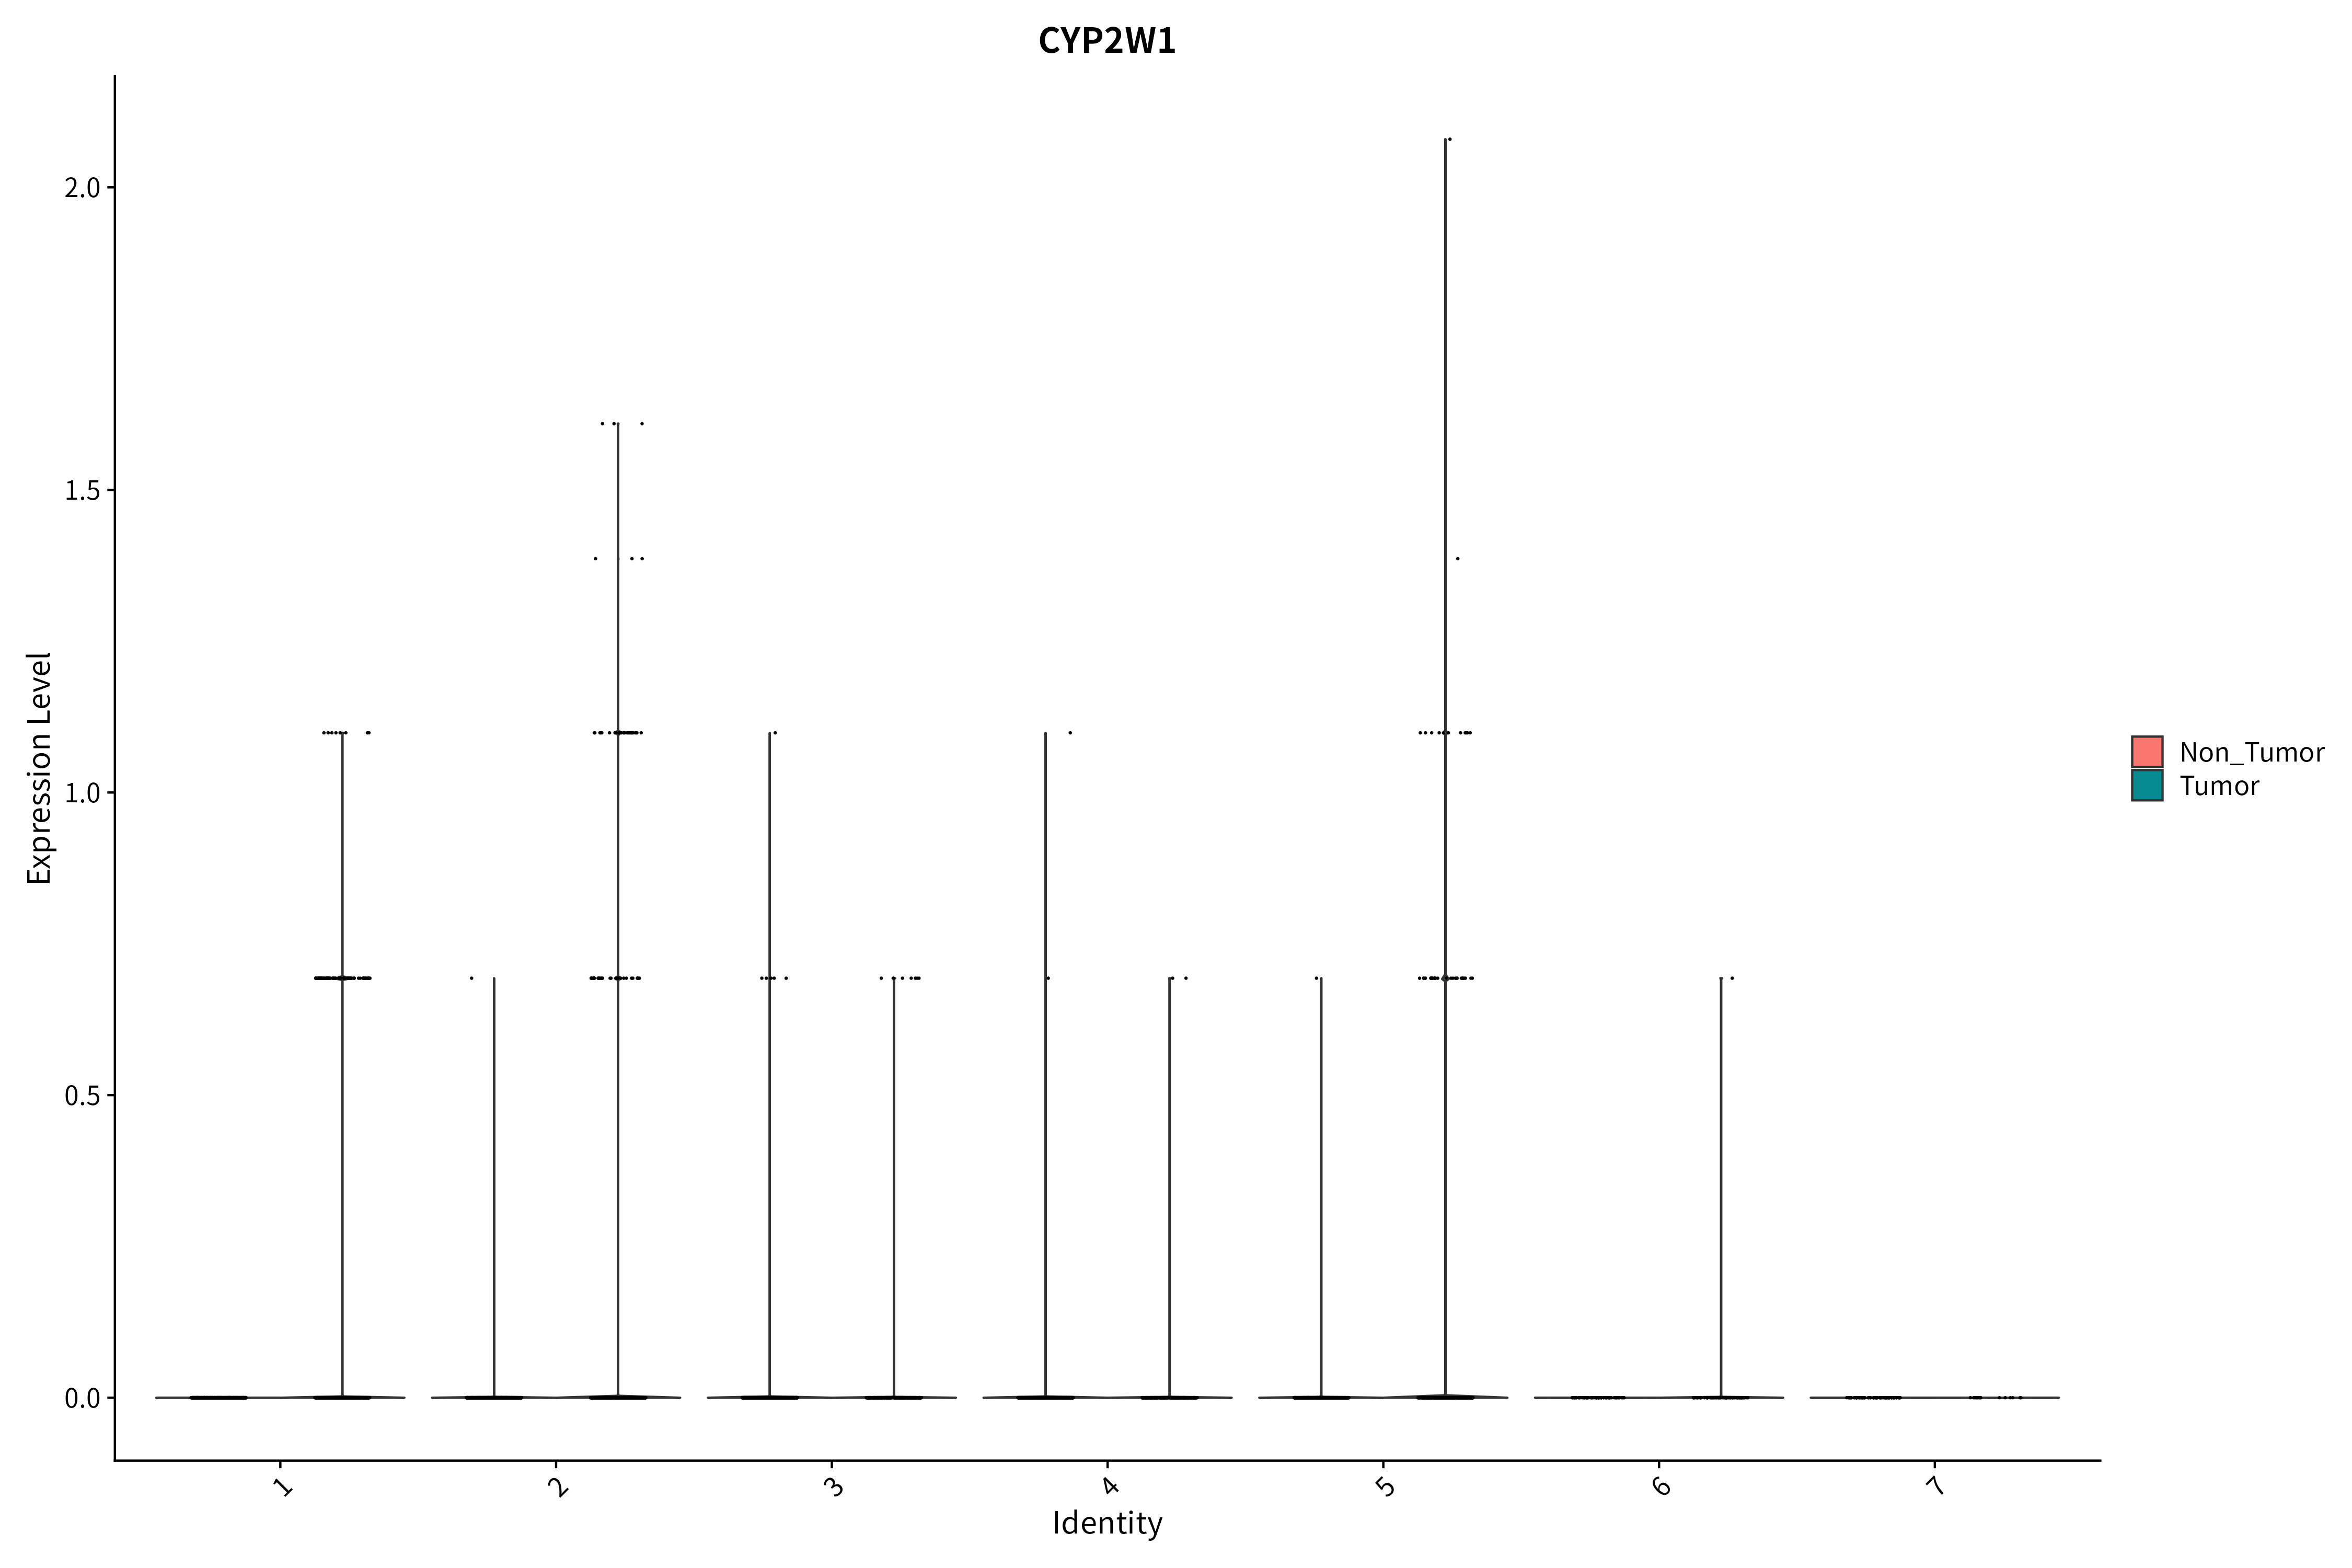 CYP2W1
Expression Level
2.0
1.5
1.0
0.5
0.0
1
2
3
4
5
6
7
Identity
Non_Tumor
Tumor